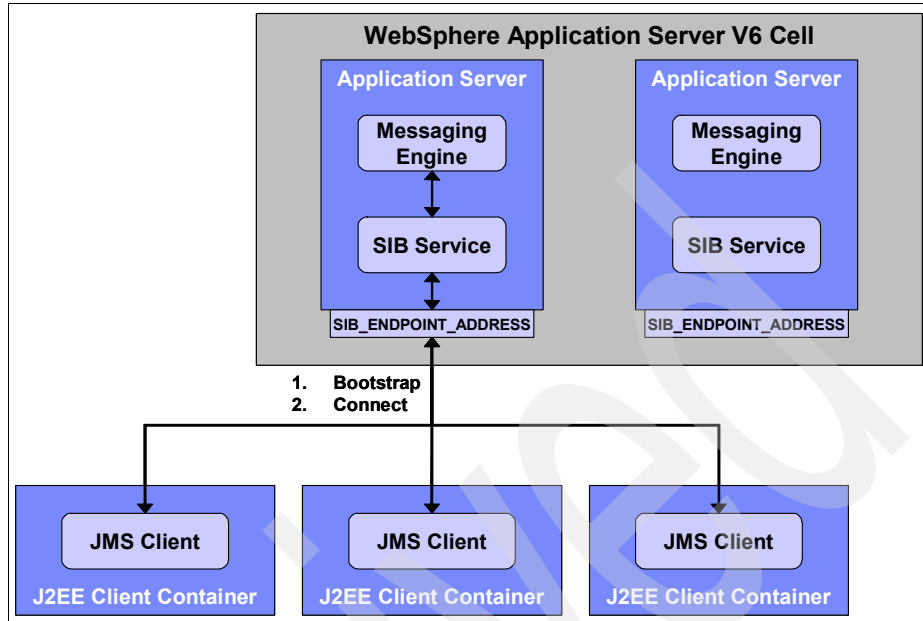 WebSphere Application Server V6 Cell
Application Server
Messaging
Engine
SIB Service
SIB_ENDPOINT_ADDRESS
Application Server
Messaging
Engine
SIB Service
SIB_ENDPOINT_ADDRESS
1. Bootstrap
2. Connect
JMS Client
J2EE Client Container
JMS Client
J2EE Client Container
JMS Client
J2EE Client Container